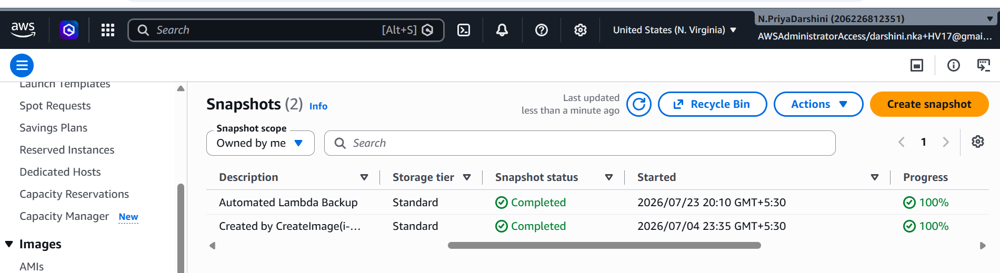 aws
Search
[Alt+S]
United States (N. Virginia)
N.PriyaDarshini (206226812351)
AWSAdministratorAccess/darshini.nka+HV17@gmai...
Launch Templates
Spot Requests
Savings Plans
Reserved Instances
Dedicated Hosts
Capacity Reservations
Capacity Manager New
Images
AMIs
Snapshots (2) Info
Last updated
less than a minute ago
Recycle Bin
Actions
Create snapshot
Snapshot scope
Owned by me
Search
1
Description Storage tier Snapshot status Started Progress
Automated Lambda Backup Standard Completed 2026/07/23 20:10 GMT+5:30 100%
Created by CreateImage(i-... Standard Completed 2026/07/04 23:35 GMT+5:30 100%